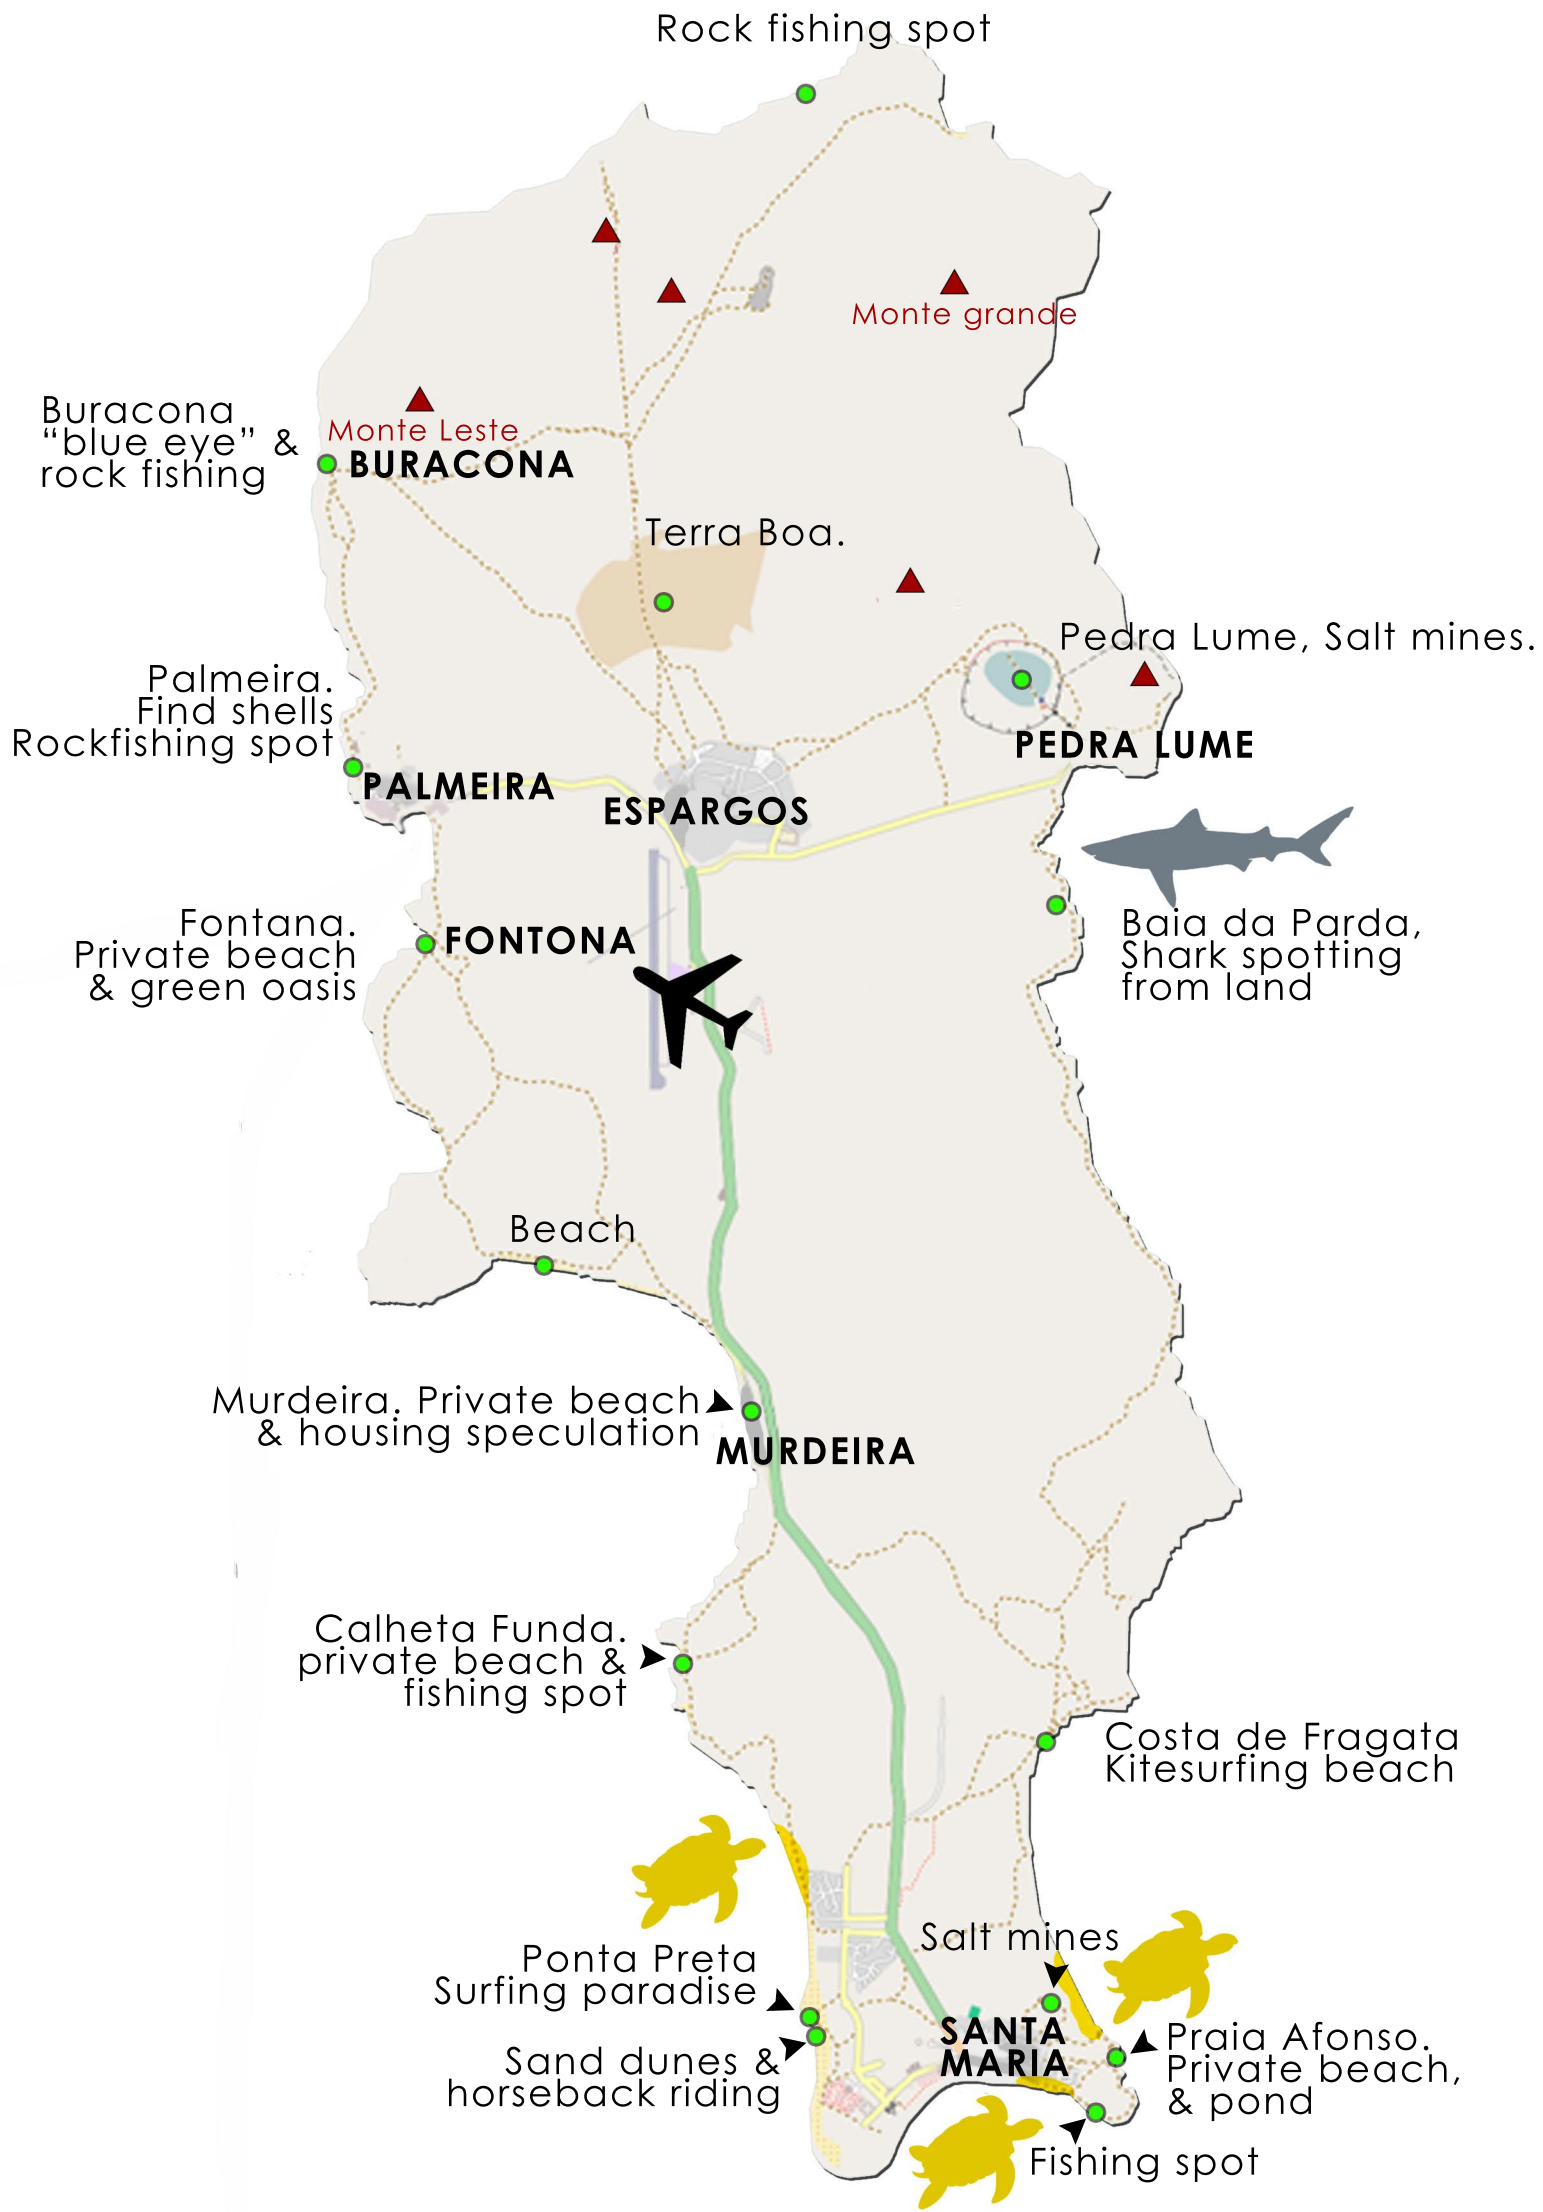 Rock fishing spot
Monte grande
Buracona
“blue eye” &
rock fishing
Monte Leste
BURACONA
Terra Boa.
Pedra Lume, Salt mines.
PEDRA LUME
Palmeira.
Find shells
Rockfishing spot
PALMEIRA
ESPARGOS
Fontana.
Private beach
& green oasis
FONTONA
Baia da Parda,
Shark spotting
from land
Beach
Murdeira. Private beach
& housing speculation
MURDEIRA
Calheta Funda.
private beach &
fishing spot
Costa de Fragata
Kitesurfing beach
Salt mines
Ponta Preta
Surfing paradise
Sand dunes &
horseback riding
SANTA
MARIA
Praia Afonso.
Private beach,
& pond
Fishing spot